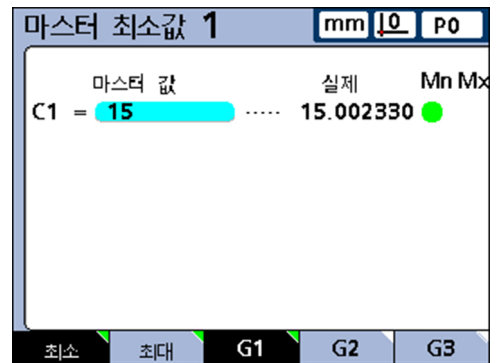 마스터 최소값 1 mm 0 P0
마스터 값 실제 Mn Mx
C1 = 15 ..... 15.002330
최소 최대 G1 G2 G3